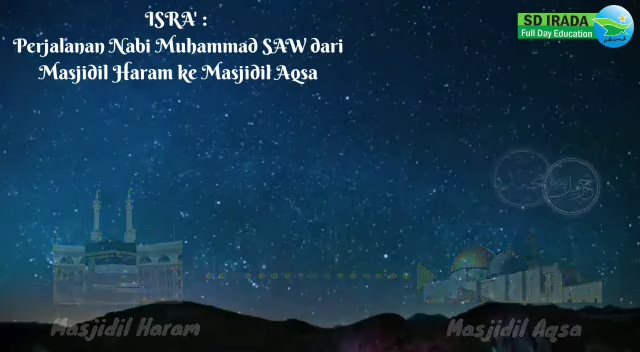 ISRA' :
Perjalanan Nabi Muhammad SAW dari
Masjidil Haram ke Masjidil Aqsa
SD IRADA
Full Day Education
Masjidil Haram
Masjidil Aqsa